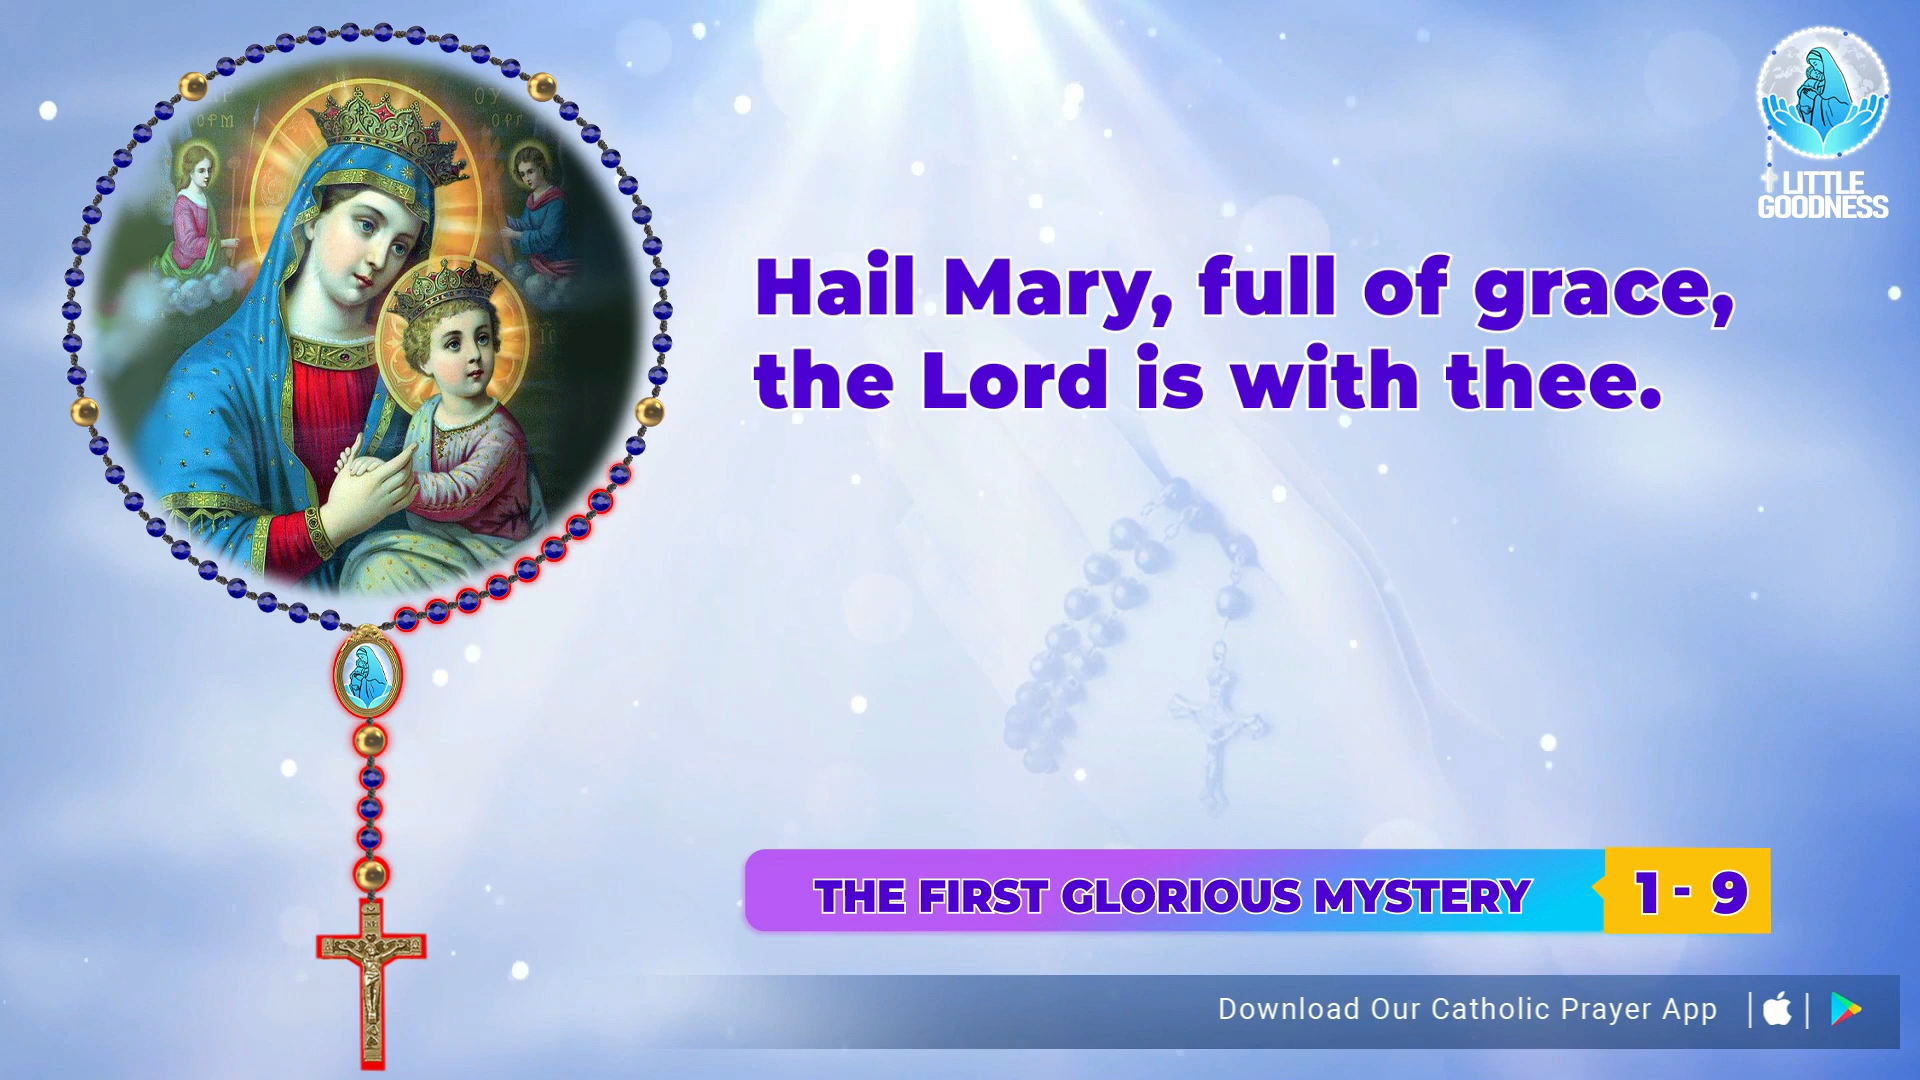 LITTLE
GOODNESS
Hail Mary, full of grace,
the Lord is with thee.
THE FIRST GLORIOUS MYSTERY
1 - 9
Download Our Catholic Prayer App